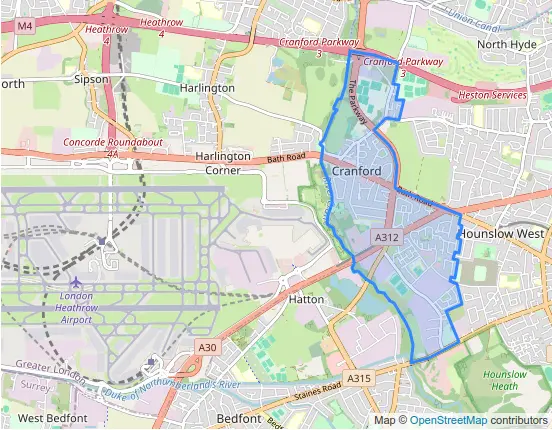 Union Canal
M4
Heathrow
4
Heathrow
4
Cranford Parkway
3
North Hyde
Cranford Parkway
3
Sipson
Harlington
The Parkway
Heston Services
Concorde Roundabout
4A
Harlington
Corner
Bath Road
Cranford
Bath Road
A312
Hounslow West
London
Heathrow
Airport
Hatton
A30
Greater London
Surrey
Duke of Northumberland's River
Staines Road
A315
Hounslow
Heath
West Bedfont
Bedfont
Map © OpenStreetMap contributors